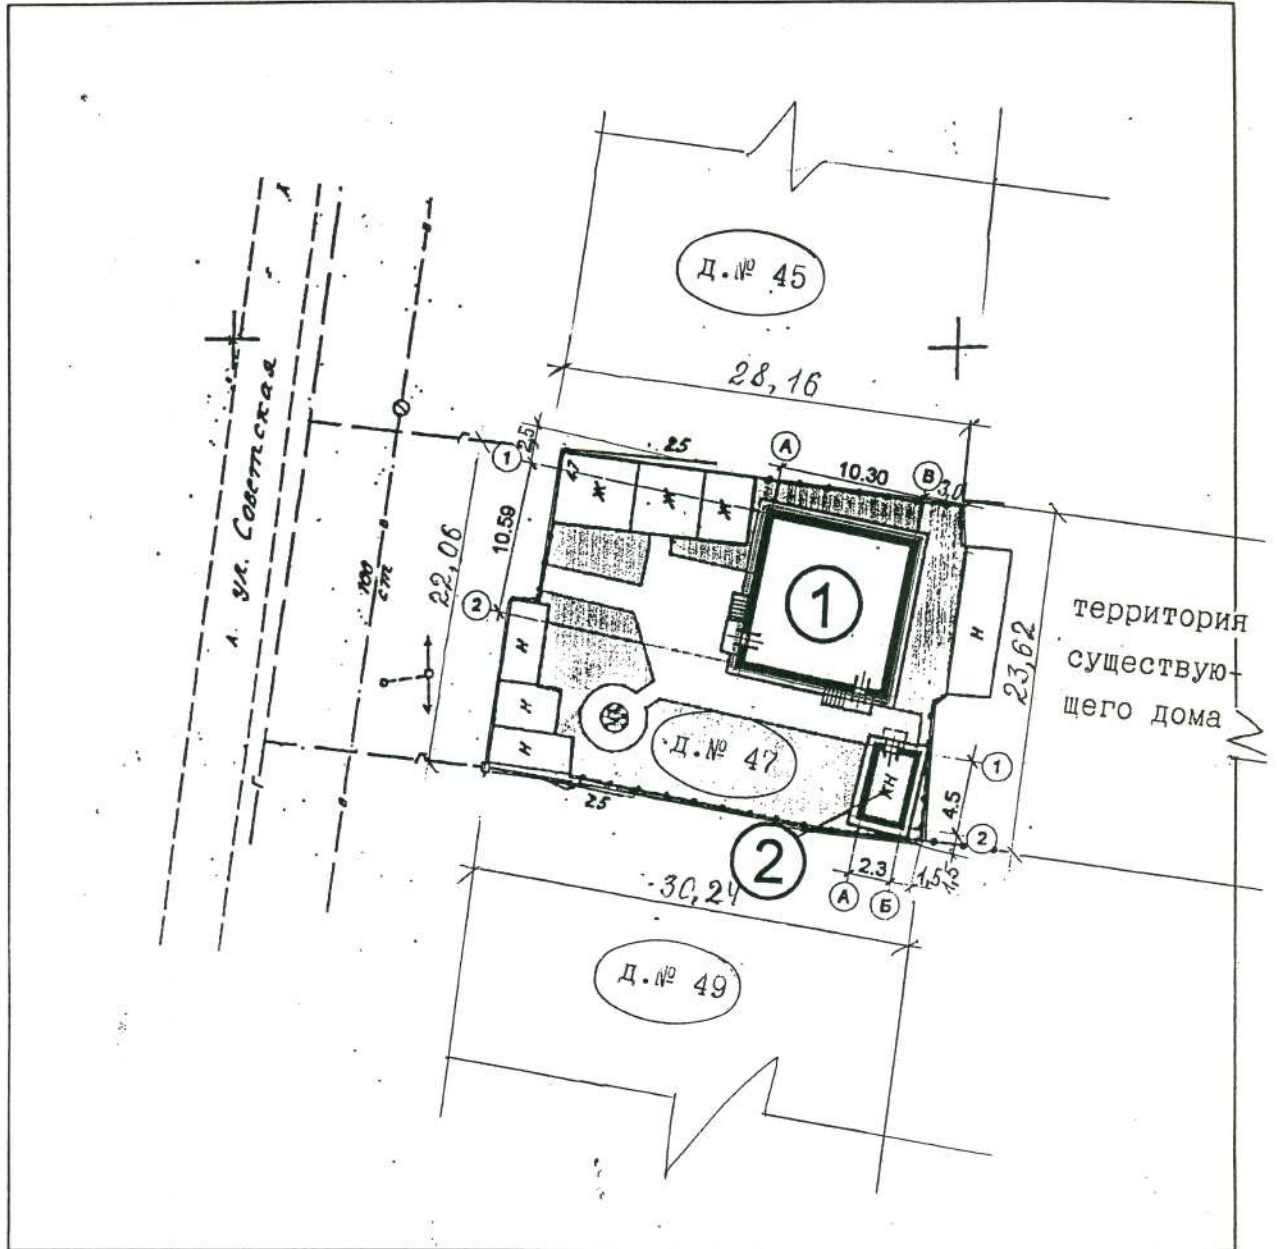 д.№ 45
28,16
А. ул. Советская
1
2,5
25
А
10.30
В
3,0
47
Ж
Ж
Ж
10.59
22,06
100
ст
2
1
Н
Н
Н
Н
территория
существую-
щего дома
23,62
д.№ 47
КН
1
4.5
2
25
2
2.3
1,5
1,5
А
Б
30,24
д.№ 49